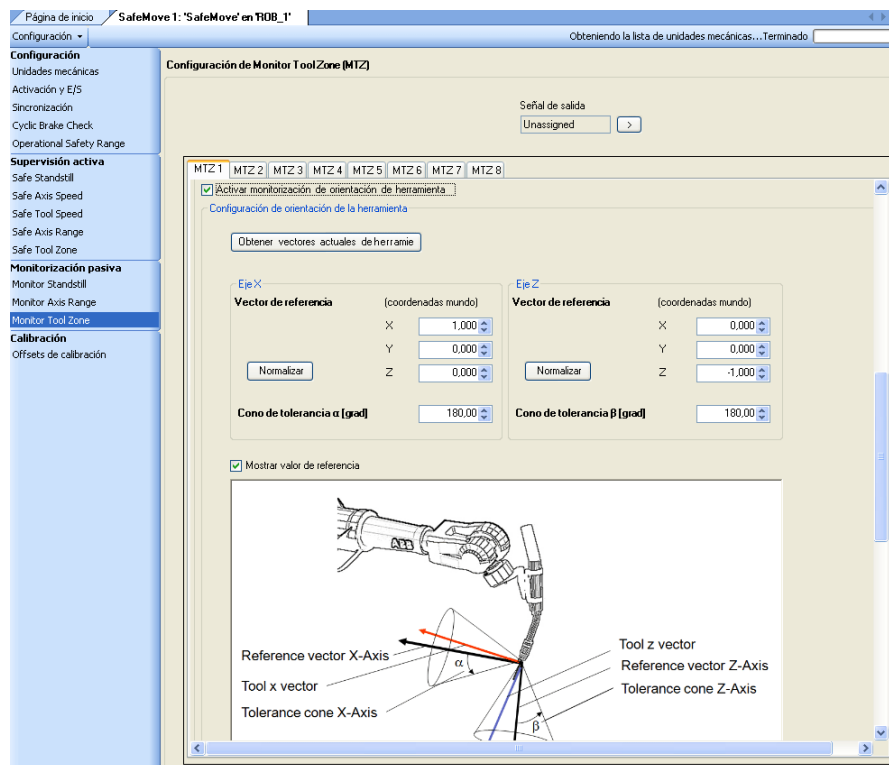 Página de inicio
SafeMove 1: 'SafeMove' en 'ROB_1'
Configuración
Obteniendo la lista de unidades mecánicas...Terminado
Configuración
Unidades mecánicas
Activación y E/S
Sincronización
Cyclic Brake Check
Operational Safety Range
Supervisión activa
Safe Standstill
Safe Axis Speed
Safe Tool Speed
Safe Axis Range
Safe Tool Zone
Monitorización pasiva
Monitor Standstill
Monitor Axis Range
Monitor Tool Zone
Calibración
Offsets de calibración
Configuración de Monitor Tool Zone (MTZ)
Señal de salida
Unassigned >
MTZ 1 MTZ 2 MTZ 3 MTZ 4 MTZ 5 MTZ 6 MTZ 7 MTZ 8
Activar monitorización de orientación de herramienta
Configuración de orientación de la herramienta
Obtener vectores actuales de herramie
Eje X
Vector de referencia (coordenadas mundo)
X 1,000
Y 0,000
Normalizar Z 0,000
Cono de tolerancia α [grad] 180,00
Eje Z
Vector de referencia (coordenadas mundo)
X 0,000
Y 0,000
Normalizar Z -1,000
Cono de tolerancia β [grad] 180,00
Mostrar valor de referencia
ABB
Reference vector X-Axis
α
Tool x vector
Tolerance cone X-Axis
Tool z vector
Reference vector Z-Axis
Tolerance cone Z-Axis
β